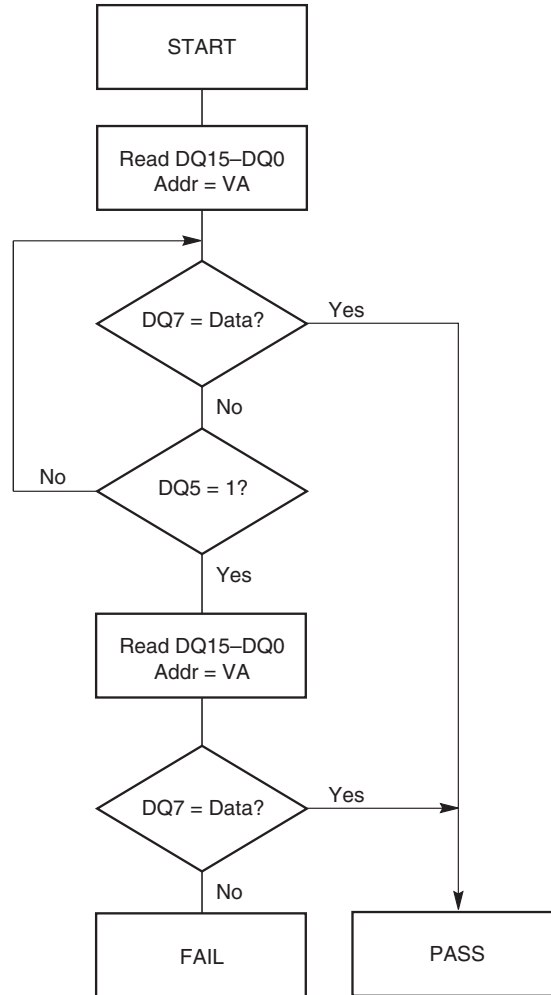 START
Read DQ15–DQ0
Addr = VA
DQ7 = Data?
Yes
No
No
DQ5 = 1?
Yes
Read DQ15–DQ0
Addr = VA
DQ7 = Data?
Yes
No
FAIL
PASS